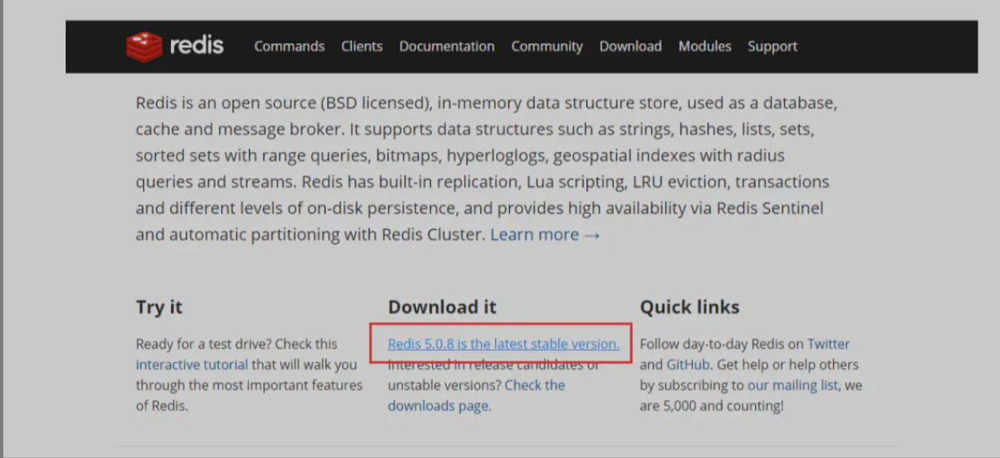 redis Commands Clients Documentation Community Download Modules Support
Redis is an open source (BSD licensed), in-memory data structure store, used as a database,
cache and message broker. It supports data structures such as strings, hashes, lists, sets,
sorted sets with range queries, bitmaps, hyperloglogs, geospatial indexes with radius
queries and streams. Redis has built-in replication, Lua scripting, LRU eviction, transactions
and different levels of on-disk persistence, and provides high availability via Redis Sentinel
and automatic partitioning with Redis Cluster. Learn more →
Try it
Ready for a test drive? Check this
interactive tutorial that will walk you
through the most important features
of Redis.
Download it
Redis 5.0.8 is the latest stable version.
Interested in release candidates or
unstable versions? Check the
downloads page.
Quick links
Follow day-to-day Redis on Twitter
and GitHub. Get help or help others
by subscribing to our mailing list, we
are 5,000 and counting!